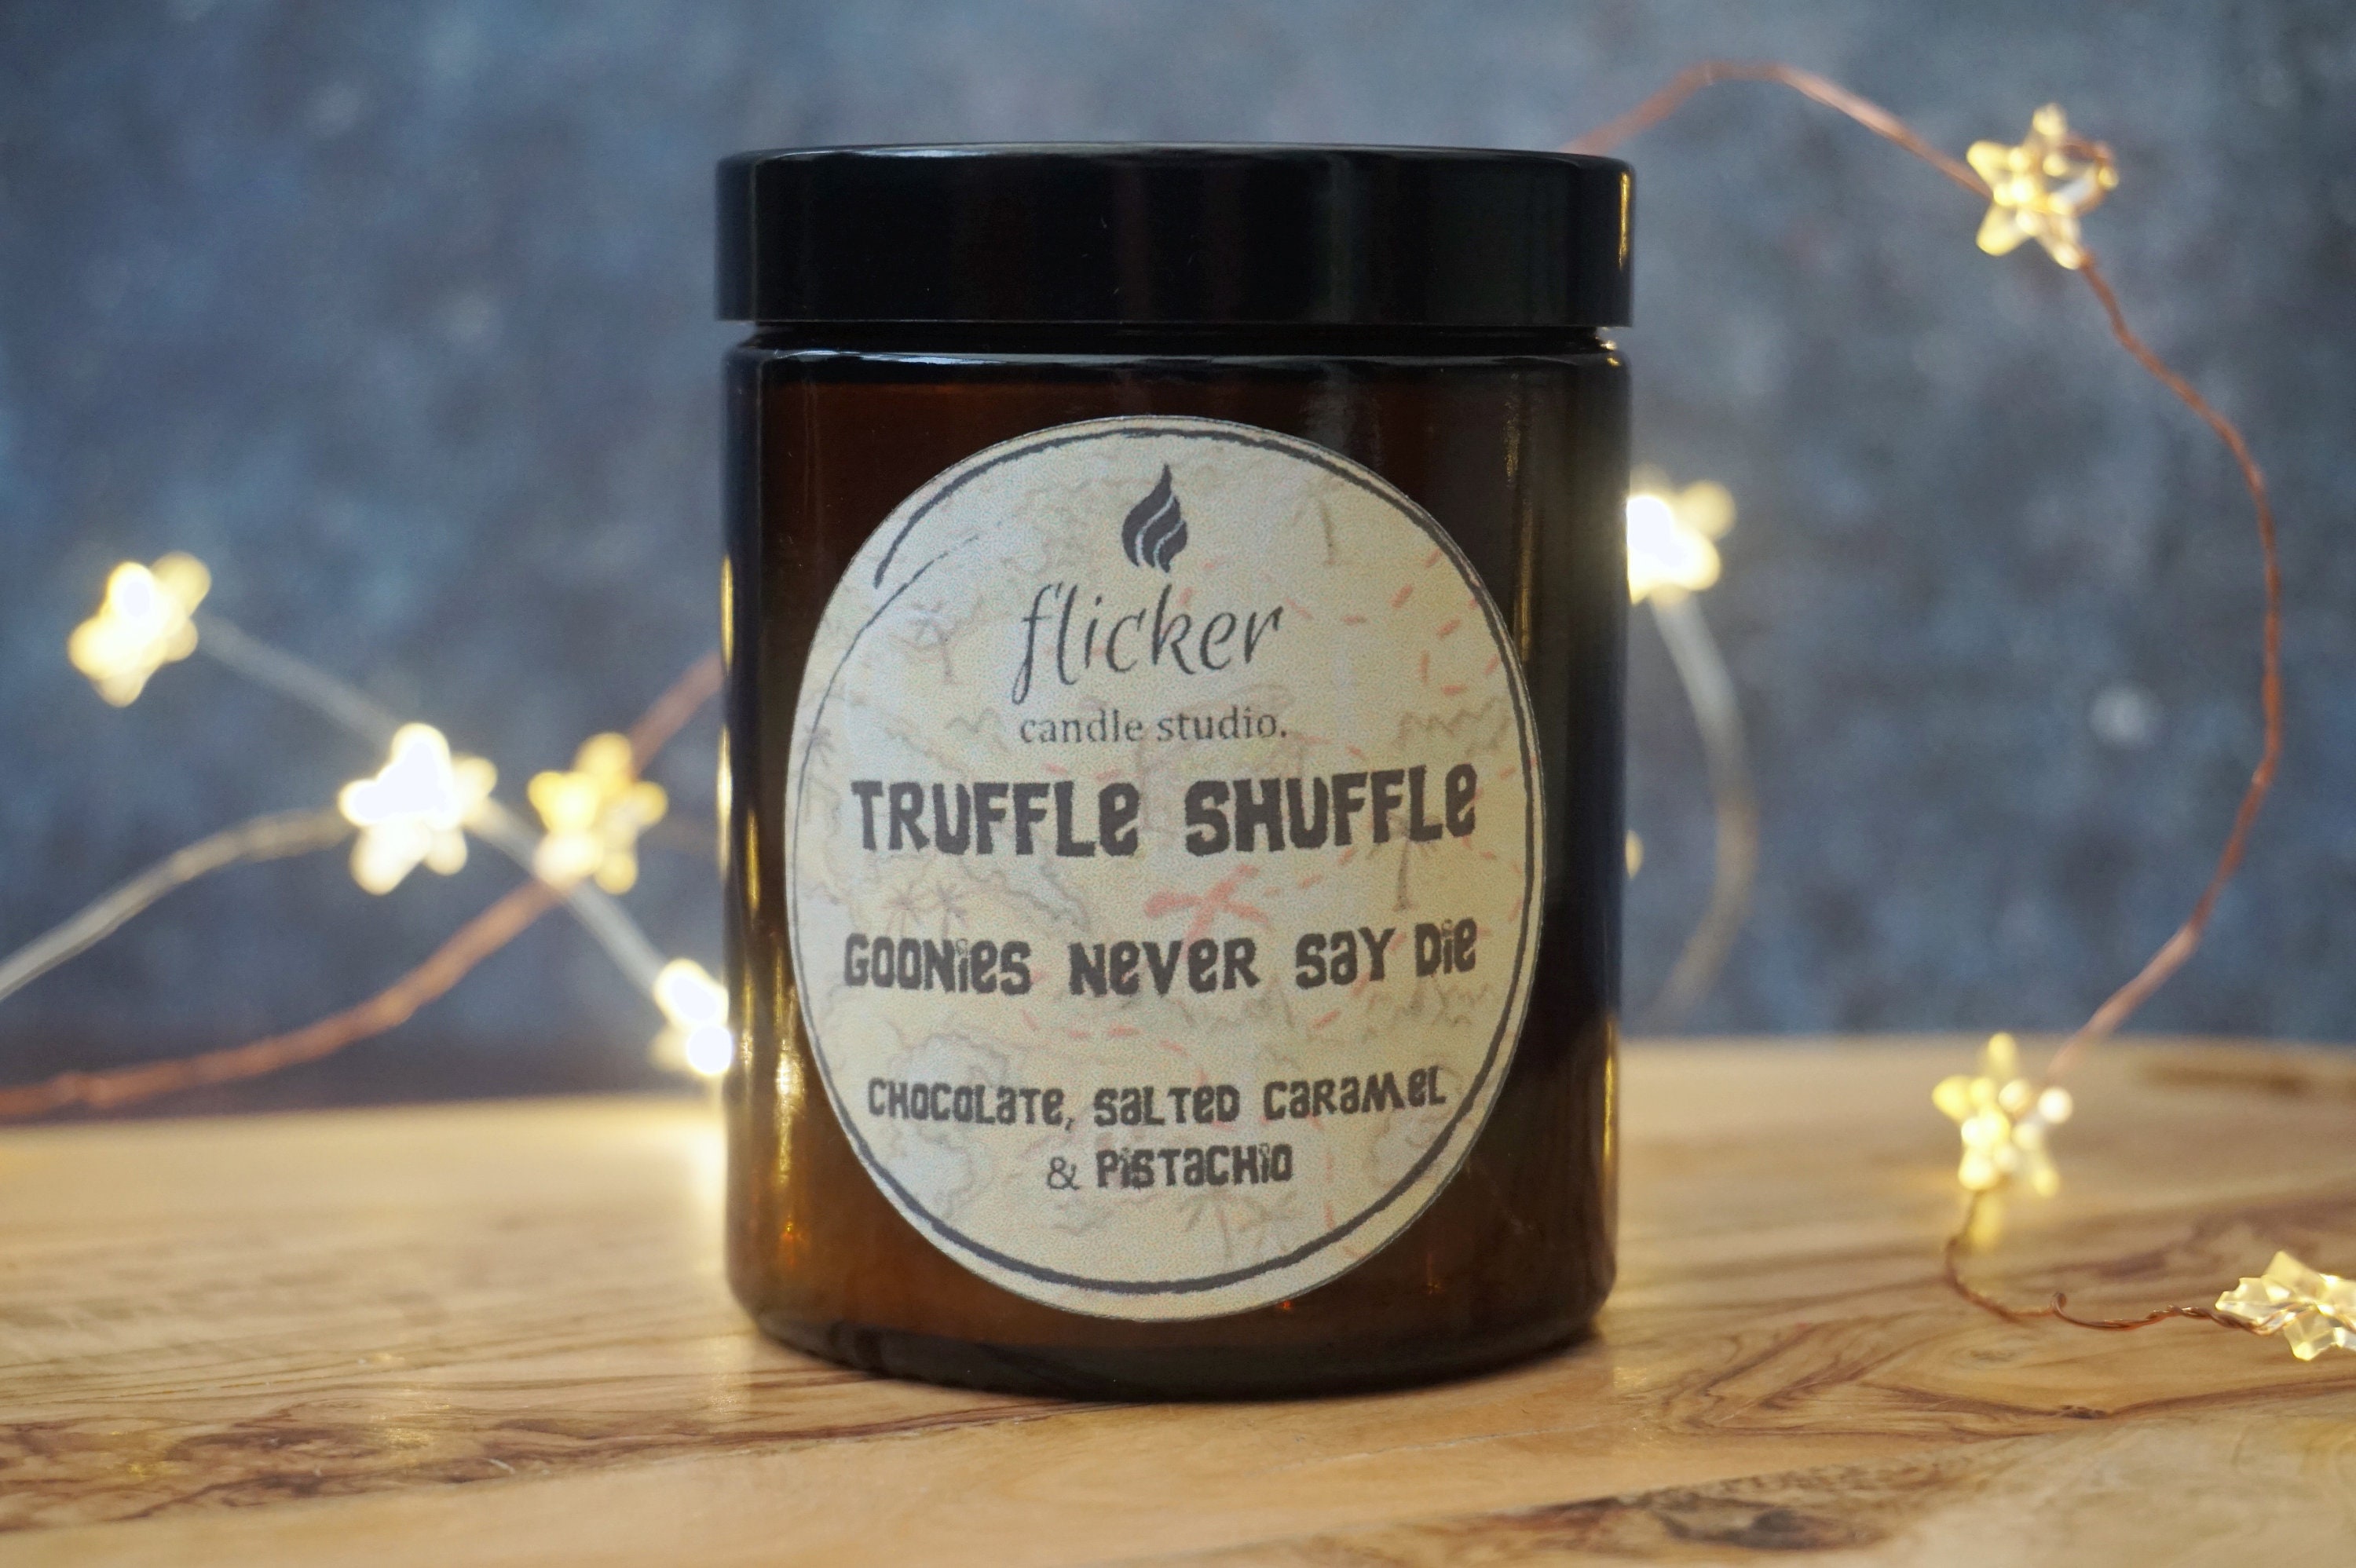 flicker
candle studio.
TRUFFLe SHUFFLe
GOONies Never Say Die
CHOCOLaTe, SaLTeD CaraMeL
& PiSTaCHiO